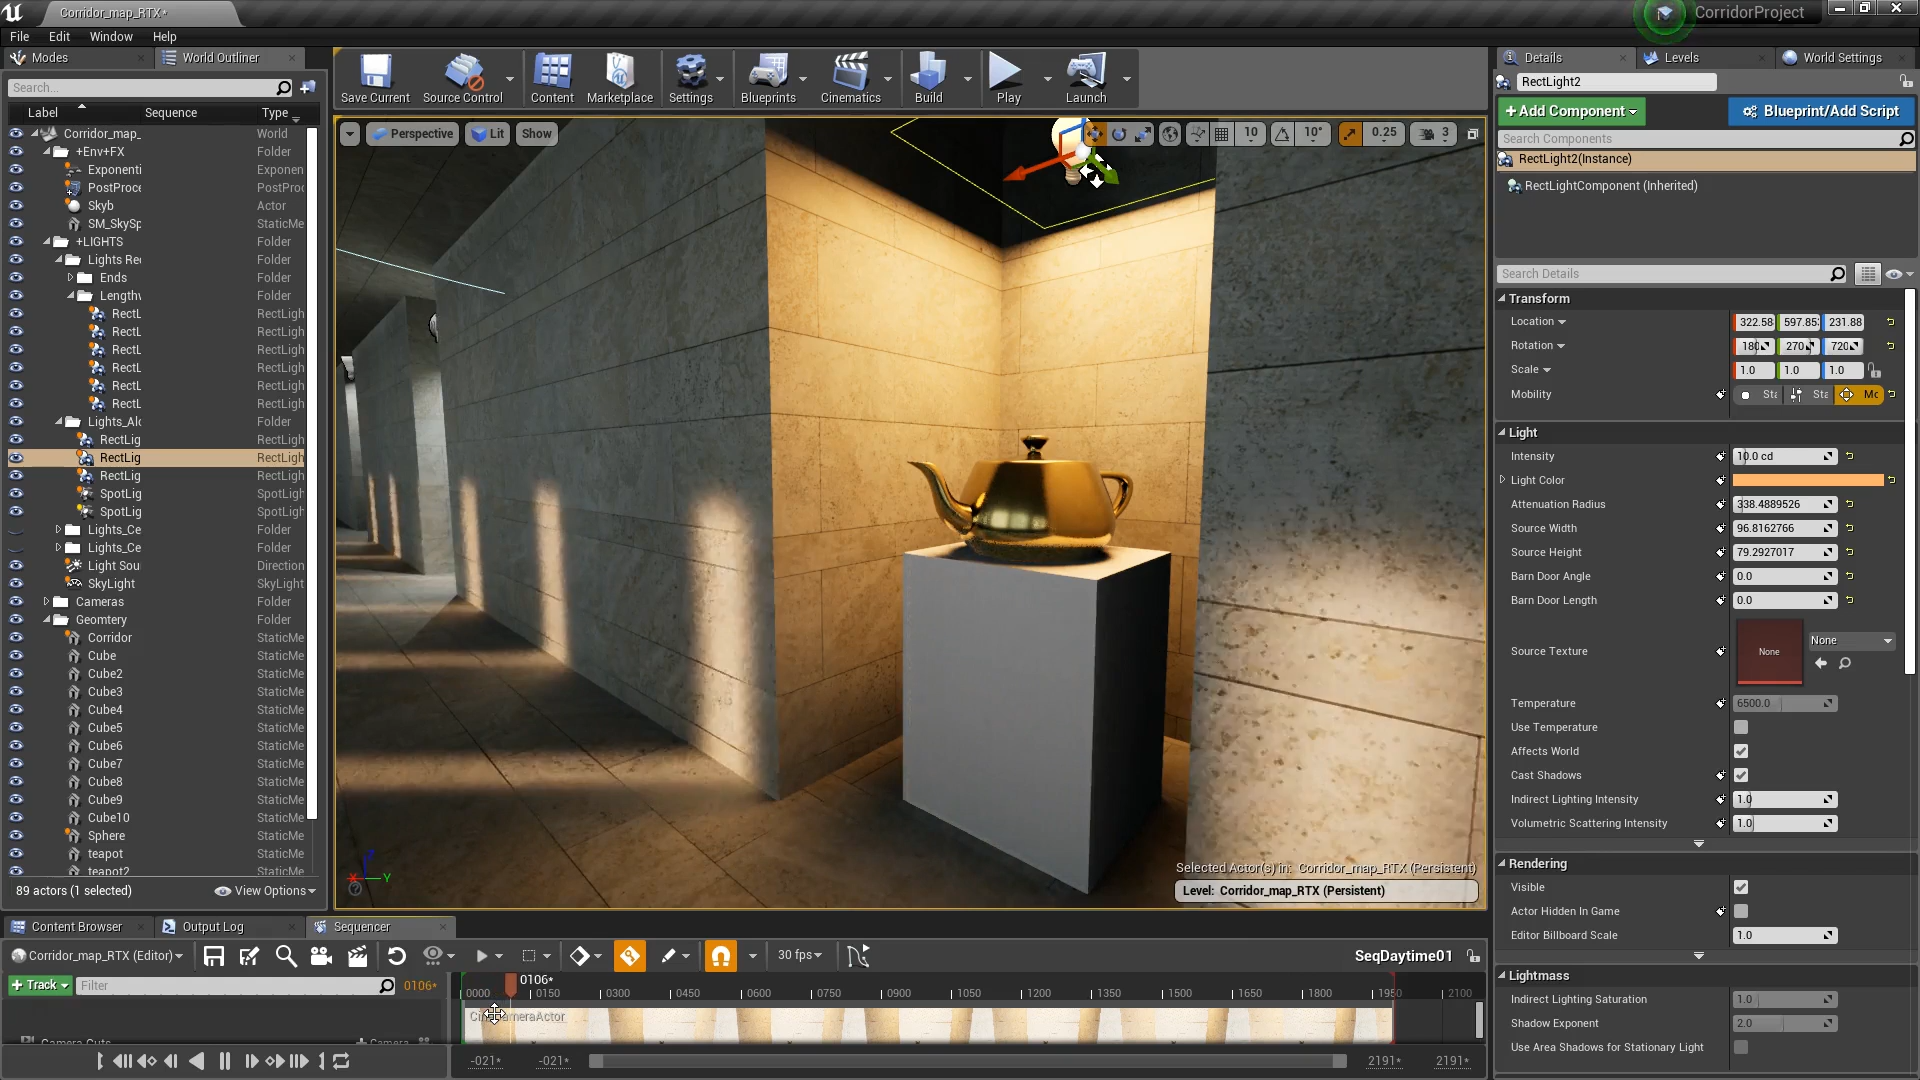 Corridor_map_RTX*
CorridorProject
File Edit Window Help
Modes
World Outliner
Search...
Label Sequence Type
Corridor_map_ World
+Env+FX Folder
Exponenti Exponen
PostProce PostProc
Skyb Actor
SM_SkySp StaticMe
+LIGHTS Folder
Lights Rec Folder
Ends Folder
Lengthv Folder
RectL RectLigh
RectL RectLigh
RectL RectLigh
RectL RectLigh
RectL RectLigh
RectL RectLigh
Lights_Alc Folder
RectLig RectLigh
RectLig RectLigh
RectLig RectLigh
SpotLig SpotLigh
SpotLig SpotLigh
Lights_Ce Folder
Lights_Ce Folder
Light Sou Direction
SkyLight SkyLight
Cameras Folder
Geomtery Folder
Corridor StaticMe
Cube StaticMe
Cube2 StaticMe
Cube3 StaticMe
Cube4 StaticMe
Cube5 StaticMe
Cube6 StaticMe
Cube7 StaticMe
Cube8 StaticMe
Cube9 StaticMe
Cube10 StaticMe
Sphere StaticMe
teapot StaticMe
teapot2 StaticMe
89 actors (1 selected) View Options
Save Current Source Control Content Marketplace Settings Blueprints Cinematics Build Play Launch
Perspective Lit Show 10 10° 0.25 3
Selected Actor(s) in: Corridor_map_RTX (Persistent)
Level: Corridor_map_RTX (Persistent)
Details Levels World Settings
RectLight2
+Add Component Blueprint/Add Script
Search Components
RectLight2(Instance)
RectLightComponent (Inherited)
Search Details
Transform
Location 322.58 597.85 231.88
Rotation 180 270 720
Scale 1.0 1.0 1.0
Mobility Sta Sta Mo
Light
Intensity 10.0 cd
Light Color
Attenuation Radius 338.4889526
Source Width 96.8162766
Source Height 79.2927017
Barn Door Angle 0.0
Barn Door Length 0.0
Source Texture None None
Temperature 6500.0
Use Temperature
Affects World
Cast Shadows
Indirect Lighting Intensity 1.0
Volumetric Scattering Intensity 1.0
Rendering
Visible
Actor Hidden In Game
Editor Billboard Scale 1.0
Lightmass
Indirect Lighting Saturation 1.0
Shadow Exponent 2.0
Use Area Shadows for Stationary Light
Content Browser Output Log Sequencer
Corridor_map_RTX (Editor) 30 fps SeqDaytime01
+ Track Filter 0106*
0106*
0000 0150 0300 0450 0600 0750 0900 1050 1200 1350 1500 1650 1800 1950 2100
Camera Cuts + Camera
-021* -021* 2191* 2191*